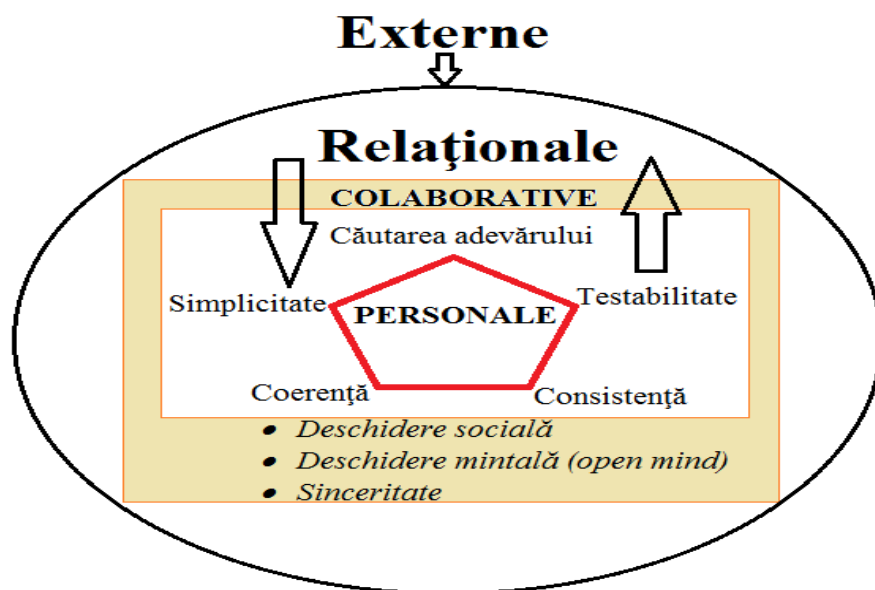 Externe
Relaţionale
COLABORATIVE
Căutarea adevărului
Simplicitate
Testabilitate
PERSONALE
Coerenţă
Consistenţă
• Deschidere socială
• Deschidere mintală (open mind)
• Sinceritate